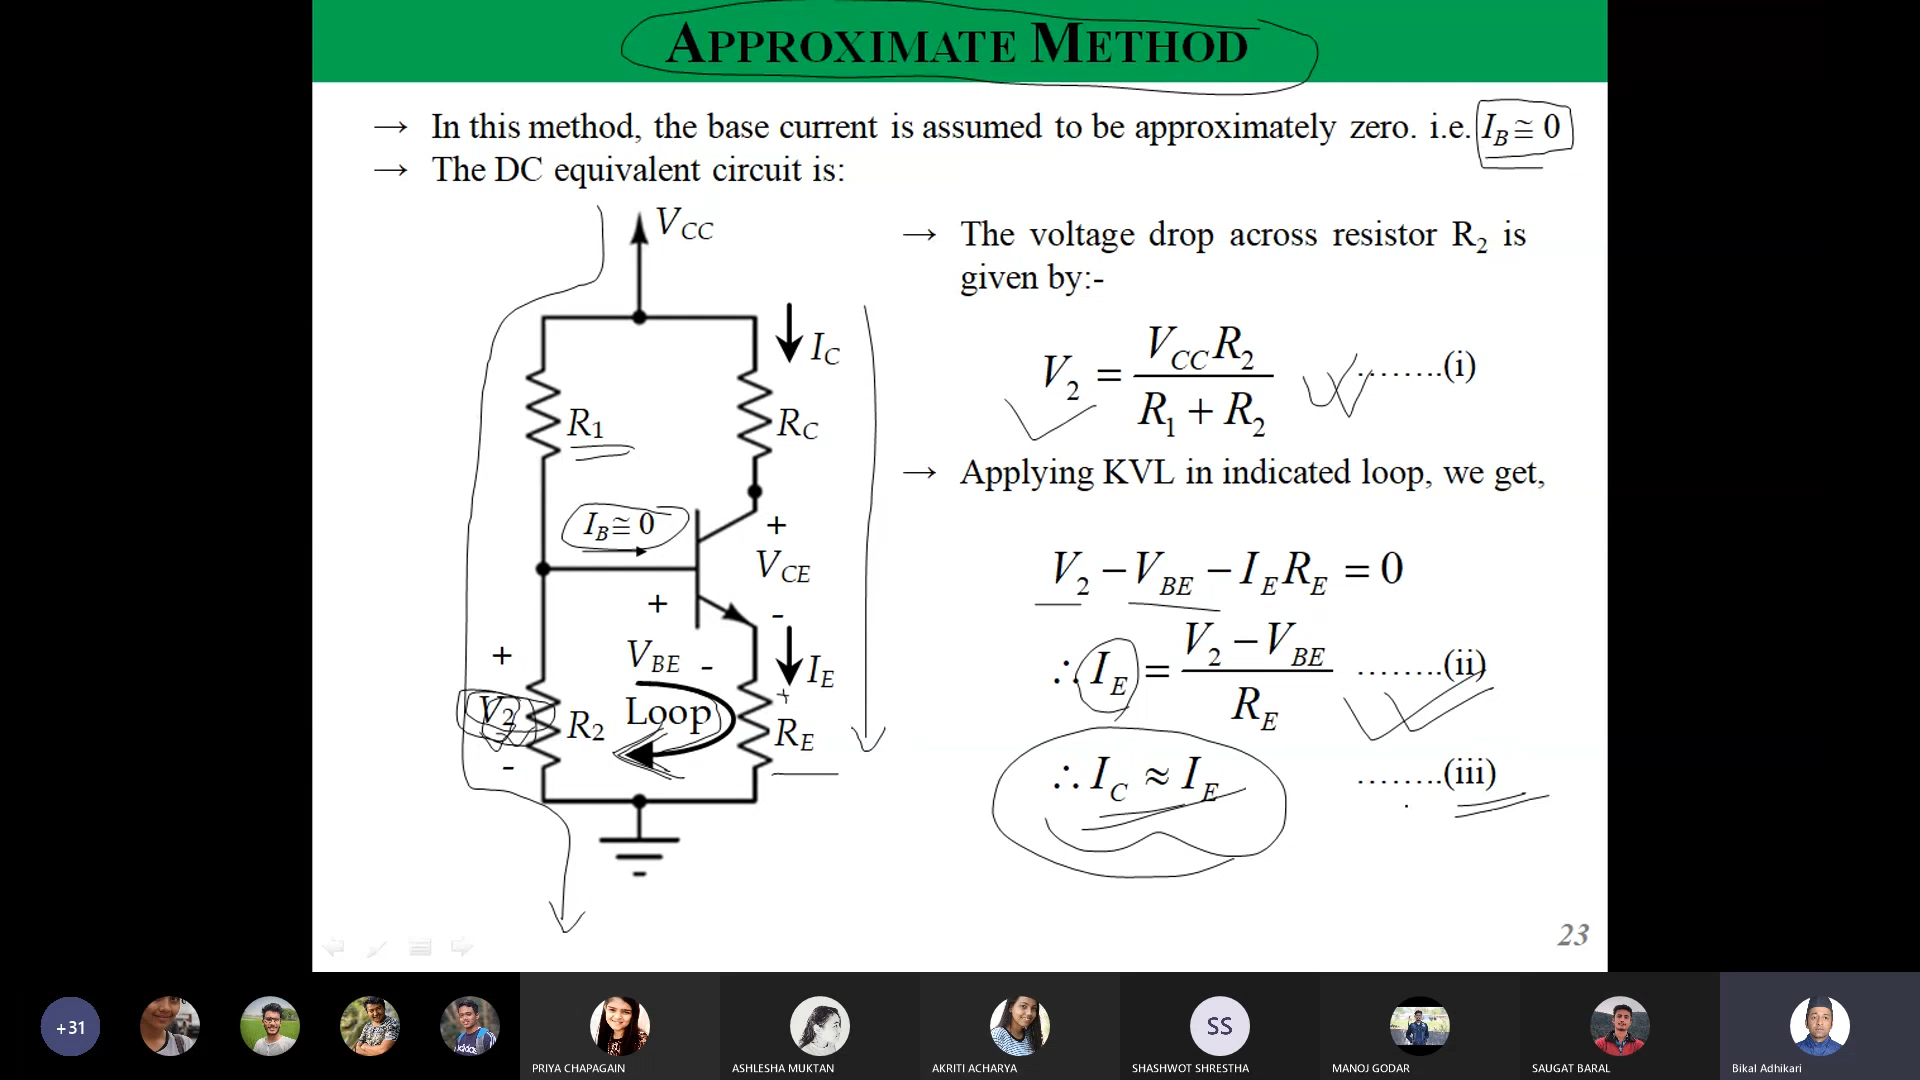 APPROXIMATE METHOD
→ In this method, the base current is assumed to be approximately zero. i.e. I_B ≅ 0
→ The DC equivalent circuit is:
V_CC
I_C
R_1
R_C
I_B ≅ 0
+
V_CE
-
+
V_BE -
I_E
+
V_2
-
R_2
Loop
+
R_E
→ The voltage drop across resistor R_2 is
given by:-
V_2 = V_CC R_2 / (R_1 + R_2) ........(i)
→ Applying KVL in indicated loop, we get,
V_2 − V_BE − I_E R_E = 0
∴ I_E = (V_2 − V_BE) / R_E ........(ii)
∴ I_C ≈ I_E ........(iii)
23
+31
PRIYA CHAPAGAIN
ASHLESHA MUKTAN
AKRITI ACHARYA
SS
SHASHWOT SHRESTHA
MANOJ GODAR
SAUGAT BARAL
Bikal Adhikari